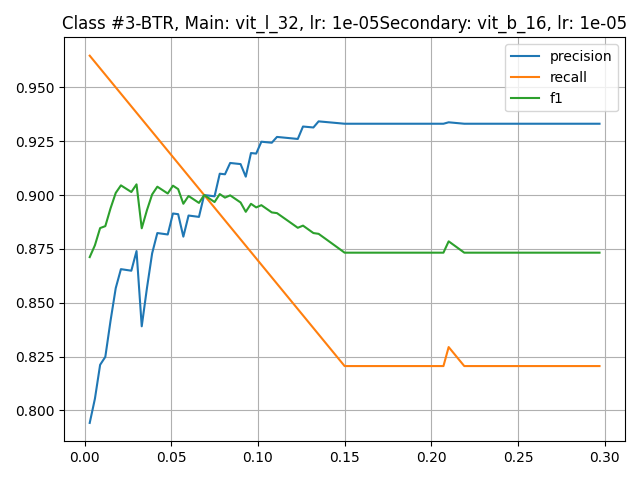 Class #3-BTR, Main: vit_l_32, lr: 1e-05Secondary: vit_b_16, lr: 1e-05
precision
recall
f1
0.950
0.925
0.900
0.875
0.850
0.825
0.800
0.00 0.05 0.10 0.15 0.20 0.25 0.30